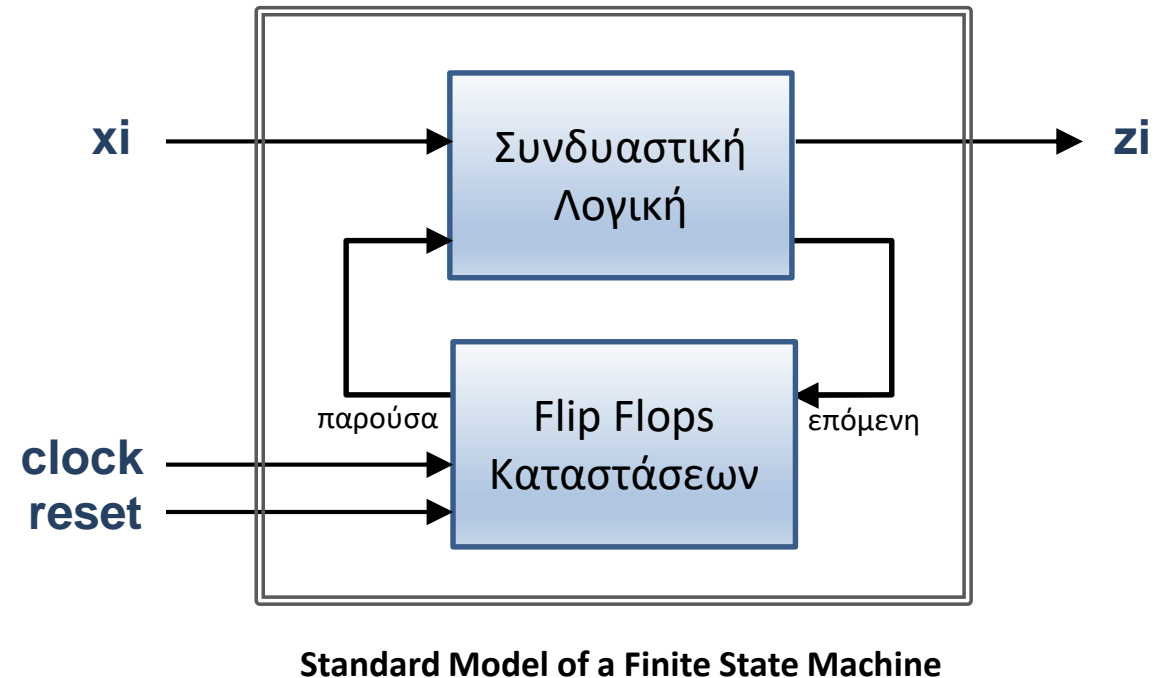 xi
Συνδυαστική
Λογική
zi
παρούσα
Flip Flops
Καταστάσεων
επόμενη
clock
reset
Standard Model of a Finite State Machine